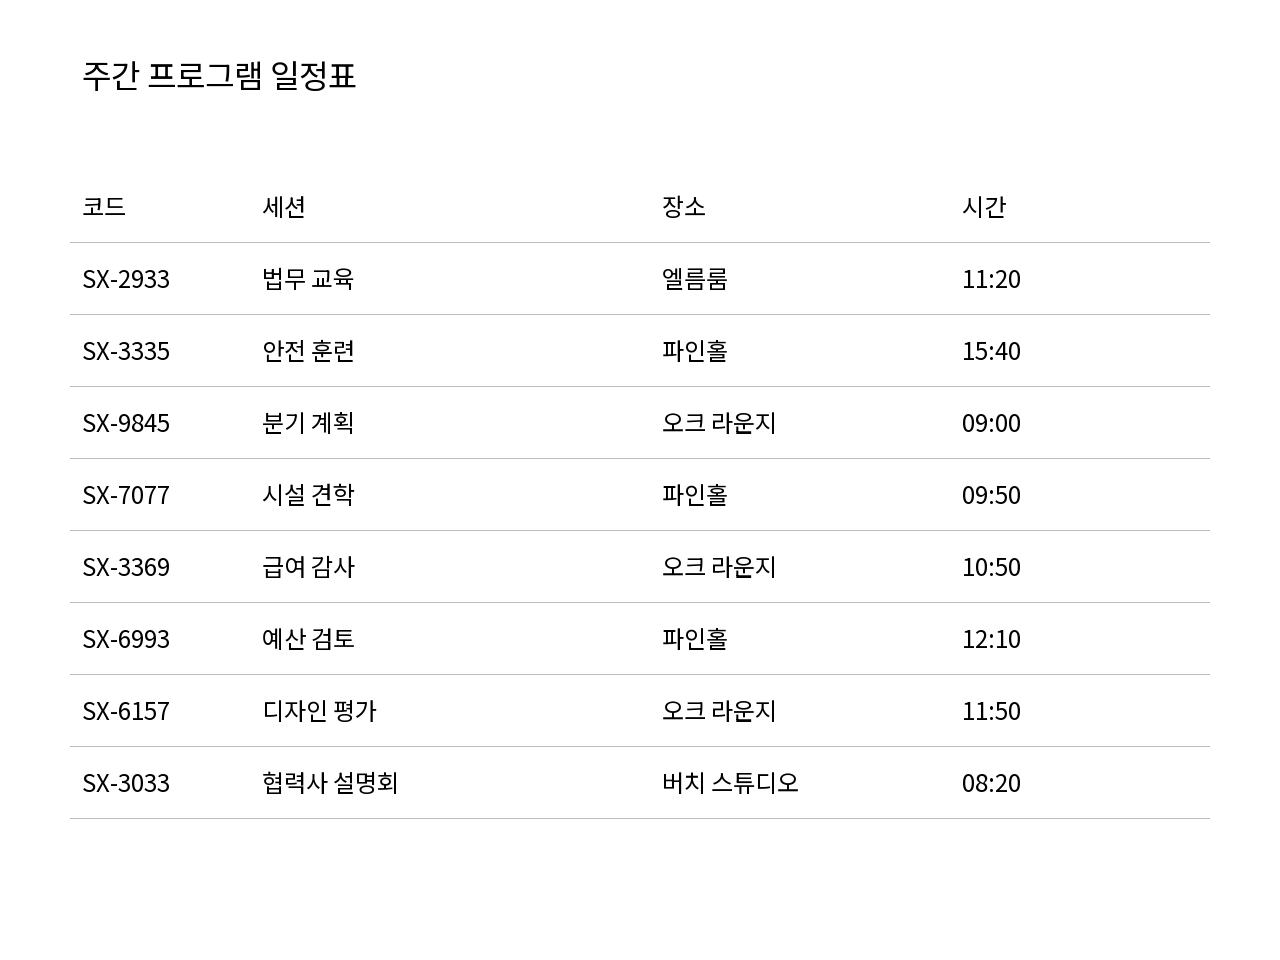 주간 프로그램 일정표
코드 세션 장소 시간
SX-2933 법무 교육 엘름룸 11:20
SX-3335 안전 훈련 파인홀 15:40
SX-9845 분기 계획 오크 라운지 09:00
SX-7077 시설 견학 파인홀 09:50
SX-3369 급여 감사 오크 라운지 10:50
SX-6993 예산 검토 파인홀 12:10
SX-6157 디자인 평가 오크 라운지 11:50
SX-3033 협력사 설명회 버치 스튜디오 08:20